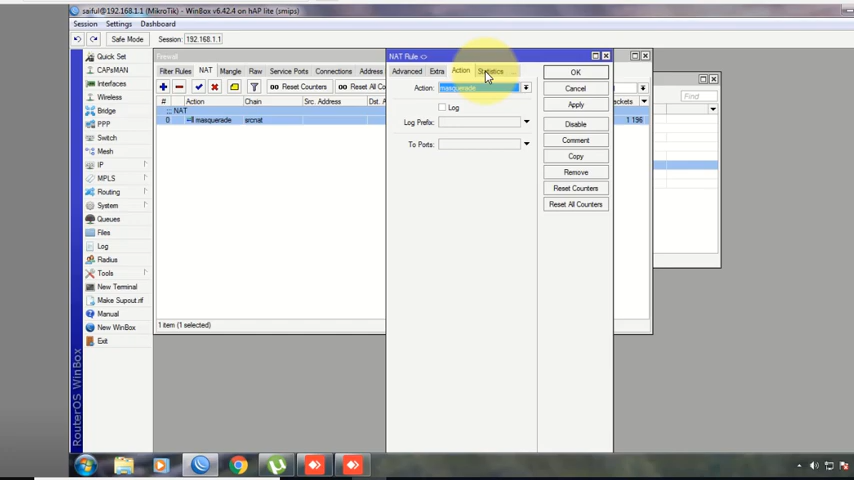 saiful@192.168.1.1 (MikroTik) - WinBox v6.42.4 on hAP lite (smips)
Session Settings Dashboard
Safe Mode Session: 192.168.1.1
Quick Set
CAPsMAN
Interfaces
Wireless
Bridge
PPP
Switch
Mesh
IP
MPLS
Routing
System
Queues
Files
Log
Radius
Tools
New Terminal
Make Supout.rif
Manual
New WinBox
Exit
RouterOS WinBox
Firewall
Filter Rules NAT Mangle Raw Service Ports Connections Address
Reset Counters Reset All Co
# Action Chain Src. Address Dst. A
::: NAT
0 masquerade srcnat
1 item (1 selected)
NAT Rule <>
Advanced Extra Action Statistics ...
Action: masquerade
Log
Log Prefix:
To Ports:
OK
Cancel
Apply
Disable
Comment
Copy
Remove
Reset Counters
Reset All Counters
all
ackets
1 196
Find